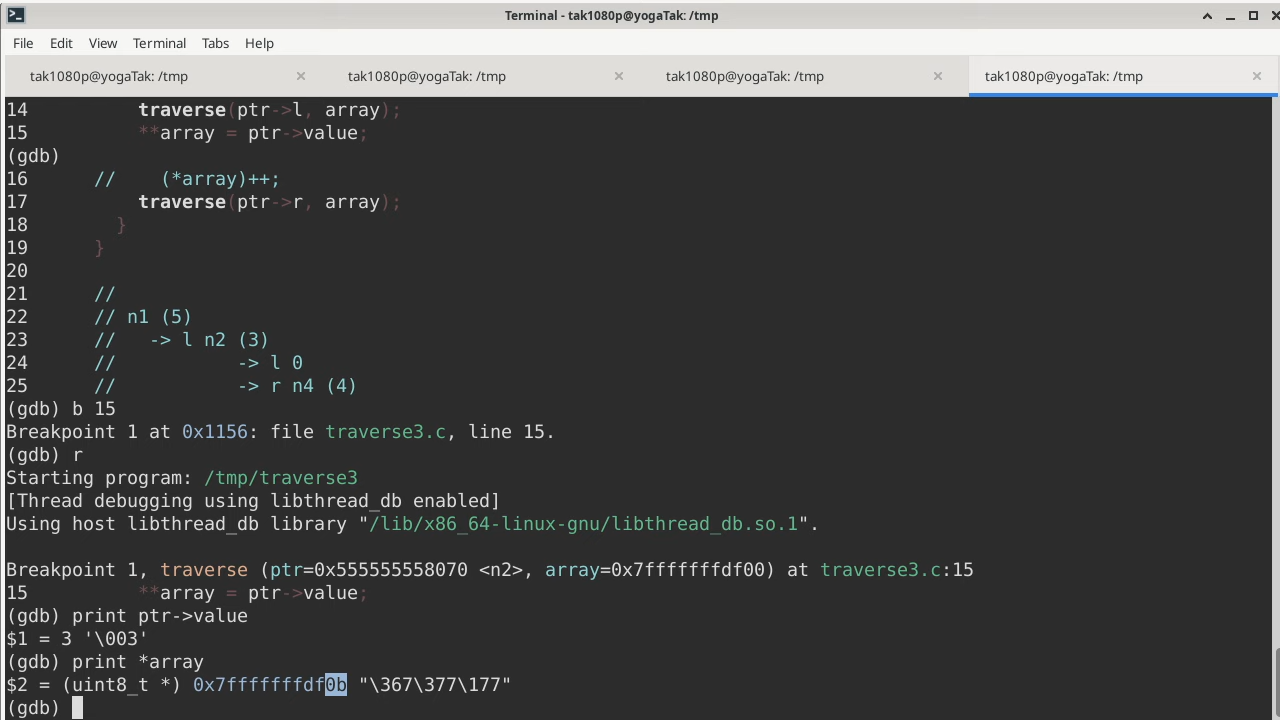 Terminal - tak1080p@yogaTak: /tmp
File Edit View Terminal Tabs Help
tak1080p@yogaTak: /tmp tak1080p@yogaTak: /tmp tak1080p@yogaTak: /tmp tak1080p@yogaTak: /tmp
14          traverse(ptr->l, array);
15          **array = ptr->value;
(gdb)
16      //    (*array)++;
17          traverse(ptr->r, array);
18        }
19      }
20
21      //
22      // n1 (5)
23      //   -> l n2 (3)
24      //           -> l 0
25      //           -> r n4 (4)
(gdb) b 15
Breakpoint 1 at 0x1156: file traverse3.c, line 15.
(gdb) r
Starting program: /tmp/traverse3
[Thread debugging using libthread_db enabled]
Using host libthread_db library "/lib/x86_64-linux-gnu/libthread_db.so.1".
Breakpoint 1, traverse (ptr=0x555555558070 <n2>, array=0x7fffffffdf00) at traverse3.c:15
15          **array = ptr->value;
(gdb) print ptr->value
$1 = 3 '\003'
(gdb) print *array
$2 = (uint8_t *) 0x7fffffffdf0b "\367\377\177"
(gdb)